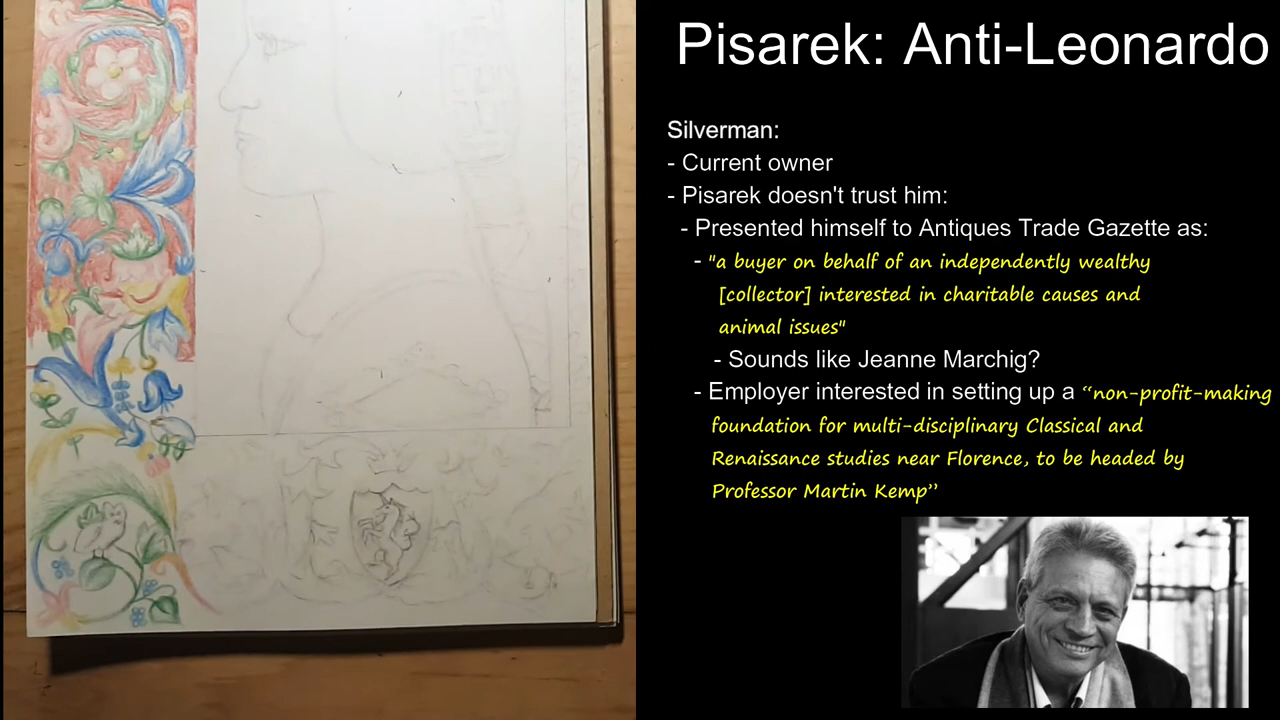 Pisarek: Anti-Leonardo
Silverman:
- Current owner
- Pisarek doesn't trust him:
- Presented himself to Antiques Trade Gazette as:
- "a buyer on behalf of an independently wealthy
[collector] interested in charitable causes and
animal issues"
- Sounds like Jeanne Marchig?
- Employer interested in setting up a “non-profit-making
foundation for multi-disciplinary Classical and
Renaissance studies near Florence, to be headed by
Professor Martin Kemp”